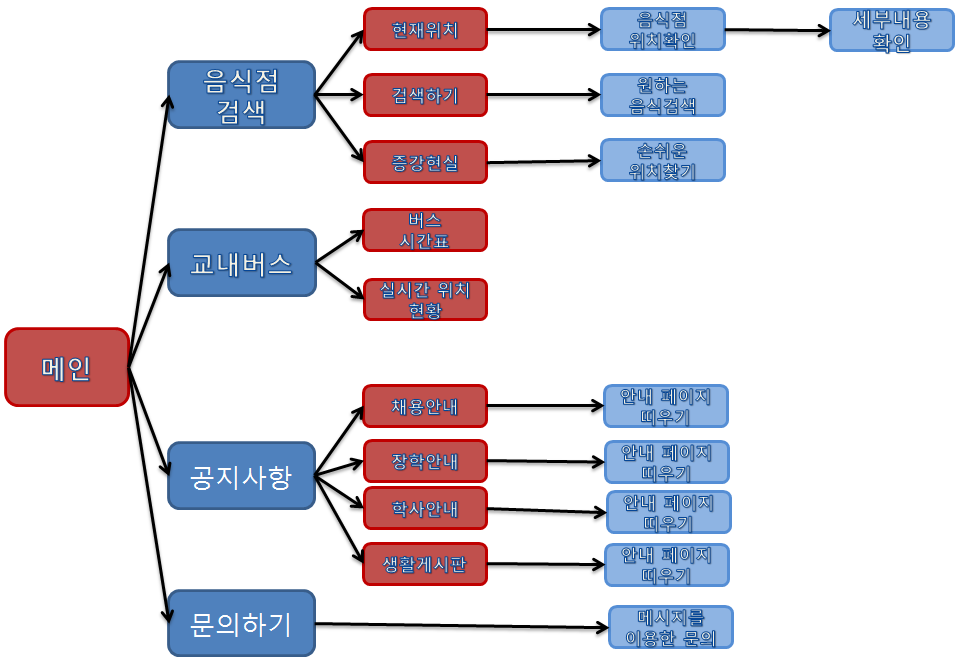 메인
음식점
검색
현재위치
음식점
위치확인
세부내용
확인
검색하기
원하는
음식검색
증강현실
손쉬운
위치찾기
교내버스
버스
시간표
실시간 위치
현황
공지사항
채용안내
안내 페이지
띄우기
장학안내
안내 페이지
띄우기
학사안내
안내 페이지
띄우기
생활게시판
안내 페이지
띄우기
문의하기
메시지를
이용한 문의